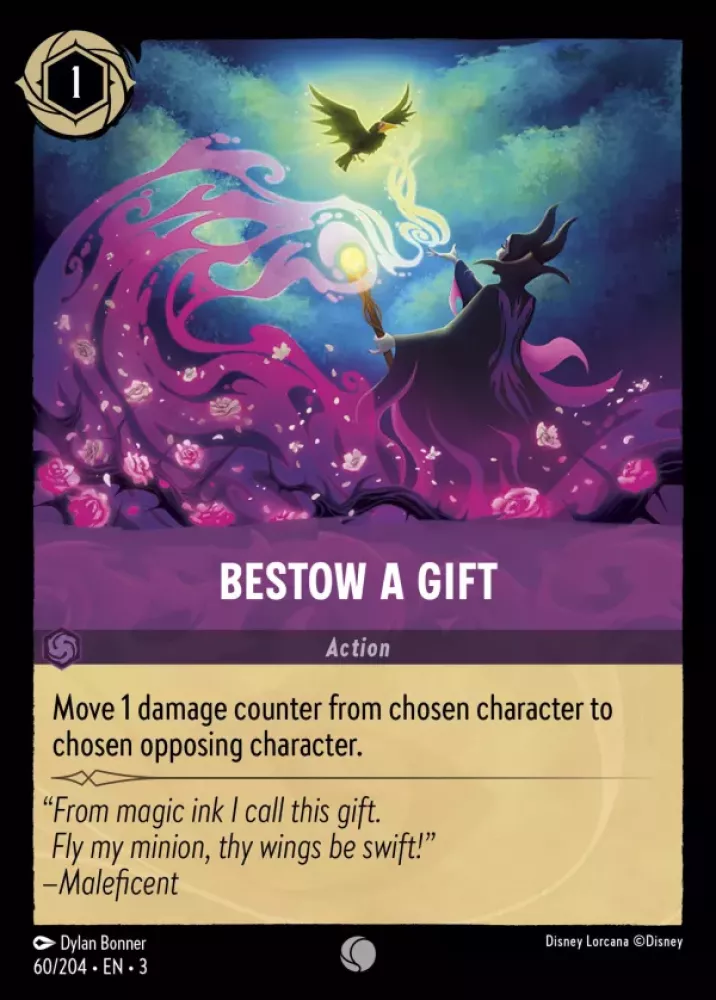 1
BESTOW A GIFT
Action
Move 1 damage counter from chosen character to
chosen opposing character.
“From magic ink I call this gift.
Fly my minion, thy wings be swift!”
–Maleficent
Dylan Bonner
Disney Lorcana ©Disney
60/204 • EN • 3